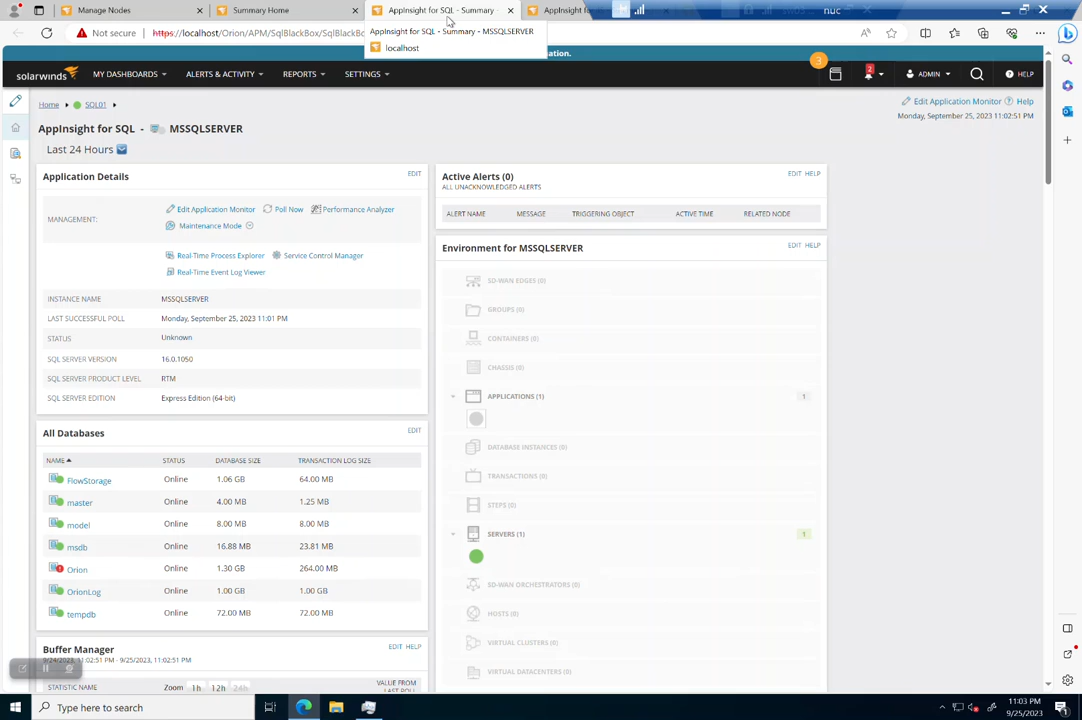 Manage Nodes
Summary Home
AppInsight for SQL - Summary
AppInsight for
nuc
Not secure
https://localhost/Orion/APM/SqlBlackBox/SqlBlackBo
AppInsight for SQL - Summary - MSSQLSERVER
localhost
ation.
solarwinds
MY DASHBOARDS
ALERTS & ACTIVITY
REPORTS
SETTINGS
3
2
ADMIN
HELP
Home
SQL01
Edit Application Monitor
Help
Monday, September 25, 2023 11:02:51 PM
AppInsight for SQL - MSSQLSERVER
Last 24 Hours
Application Details
EDIT
MANAGEMENT:
Edit Application Monitor
Poll Now
Performance Analyzer
Maintenance Mode
Real-Time Process Explorer
Service Control Manager
Real-Time Event Log Viewer
INSTANCE NAME MSSQLSERVER
LAST SUCCESSFUL POLL Monday, September 25, 2023 11:01 PM
STATUS Unknown
SQL SERVER VERSION 16.0.1050
SQL SERVER PRODUCT LEVEL RTM
SQL SERVER EDITION Express Edition (64-bit)
All Databases
EDIT
NAME STATUS DATABASE SIZE TRANSACTION LOG SIZE
FlowStorage Online 1.06 GB 64.00 MB
master Online 4.00 MB 1.25 MB
model Online 8.00 MB 8.00 MB
msdb Online 16.88 MB 23.81 MB
Orion Online 1.30 GB 264.00 MB
OrionLog Online 1.00 GB 1.00 GB
tempdb Online 72.00 MB 72.00 MB
Buffer Manager
EDIT HELP
9/24/2023, 11:02:51 PM - 9/25/2023, 11:02:51 PM
STATISTIC NAME
Zoom 1h 12h 24h
VALUE FROM
LAST POLL
Active Alerts (0)
EDIT HELP
ALL UNACKNOWLEDGED ALERTS
ALERT NAME MESSAGE TRIGGERING OBJECT ACTIVE TIME RELATED NODE
Environment for MSSQLSERVER
EDIT HELP
SD-WAN EDGES (0)
GROUPS (0)
CONTAINERS (0)
CHASSIS (0)
APPLICATIONS (1)
1
DATABASE INSTANCES (0)
TRANSACTIONS (0)
STEPS (0)
SERVERS (1)
1
SD-WAN ORCHESTRATORS (0)
HOSTS (0)
VIRTUAL CLUSTERS (0)
VIRTUAL DATACENTERS (0)
Type here to search
11:03 PM
9/25/2023
1